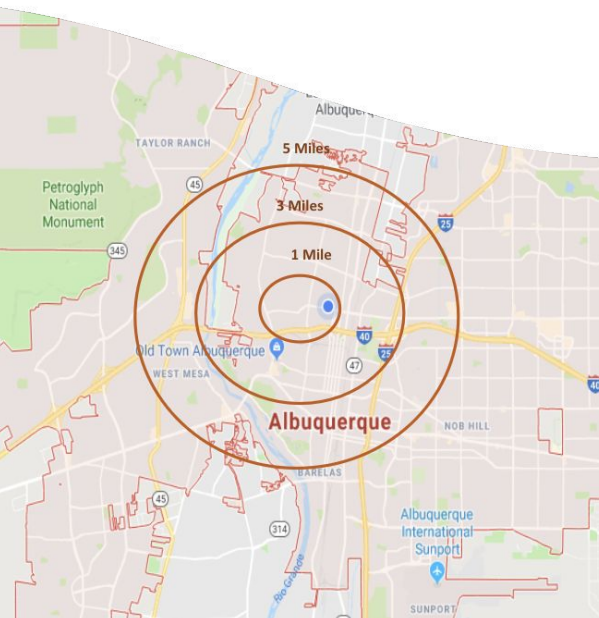 Albuquerq
5 Miles
TAYLOR RANCH
45
Petroglyph
National
Monument
3 Miles
25
345
1 Mile
40
Old Town Albuquerque
25
47
WEST MESA
40
Albuquerque
NOB HILL
BARELAS
45
Albuquerque
International
Sunport
314
Rio Grande
SUNPORT